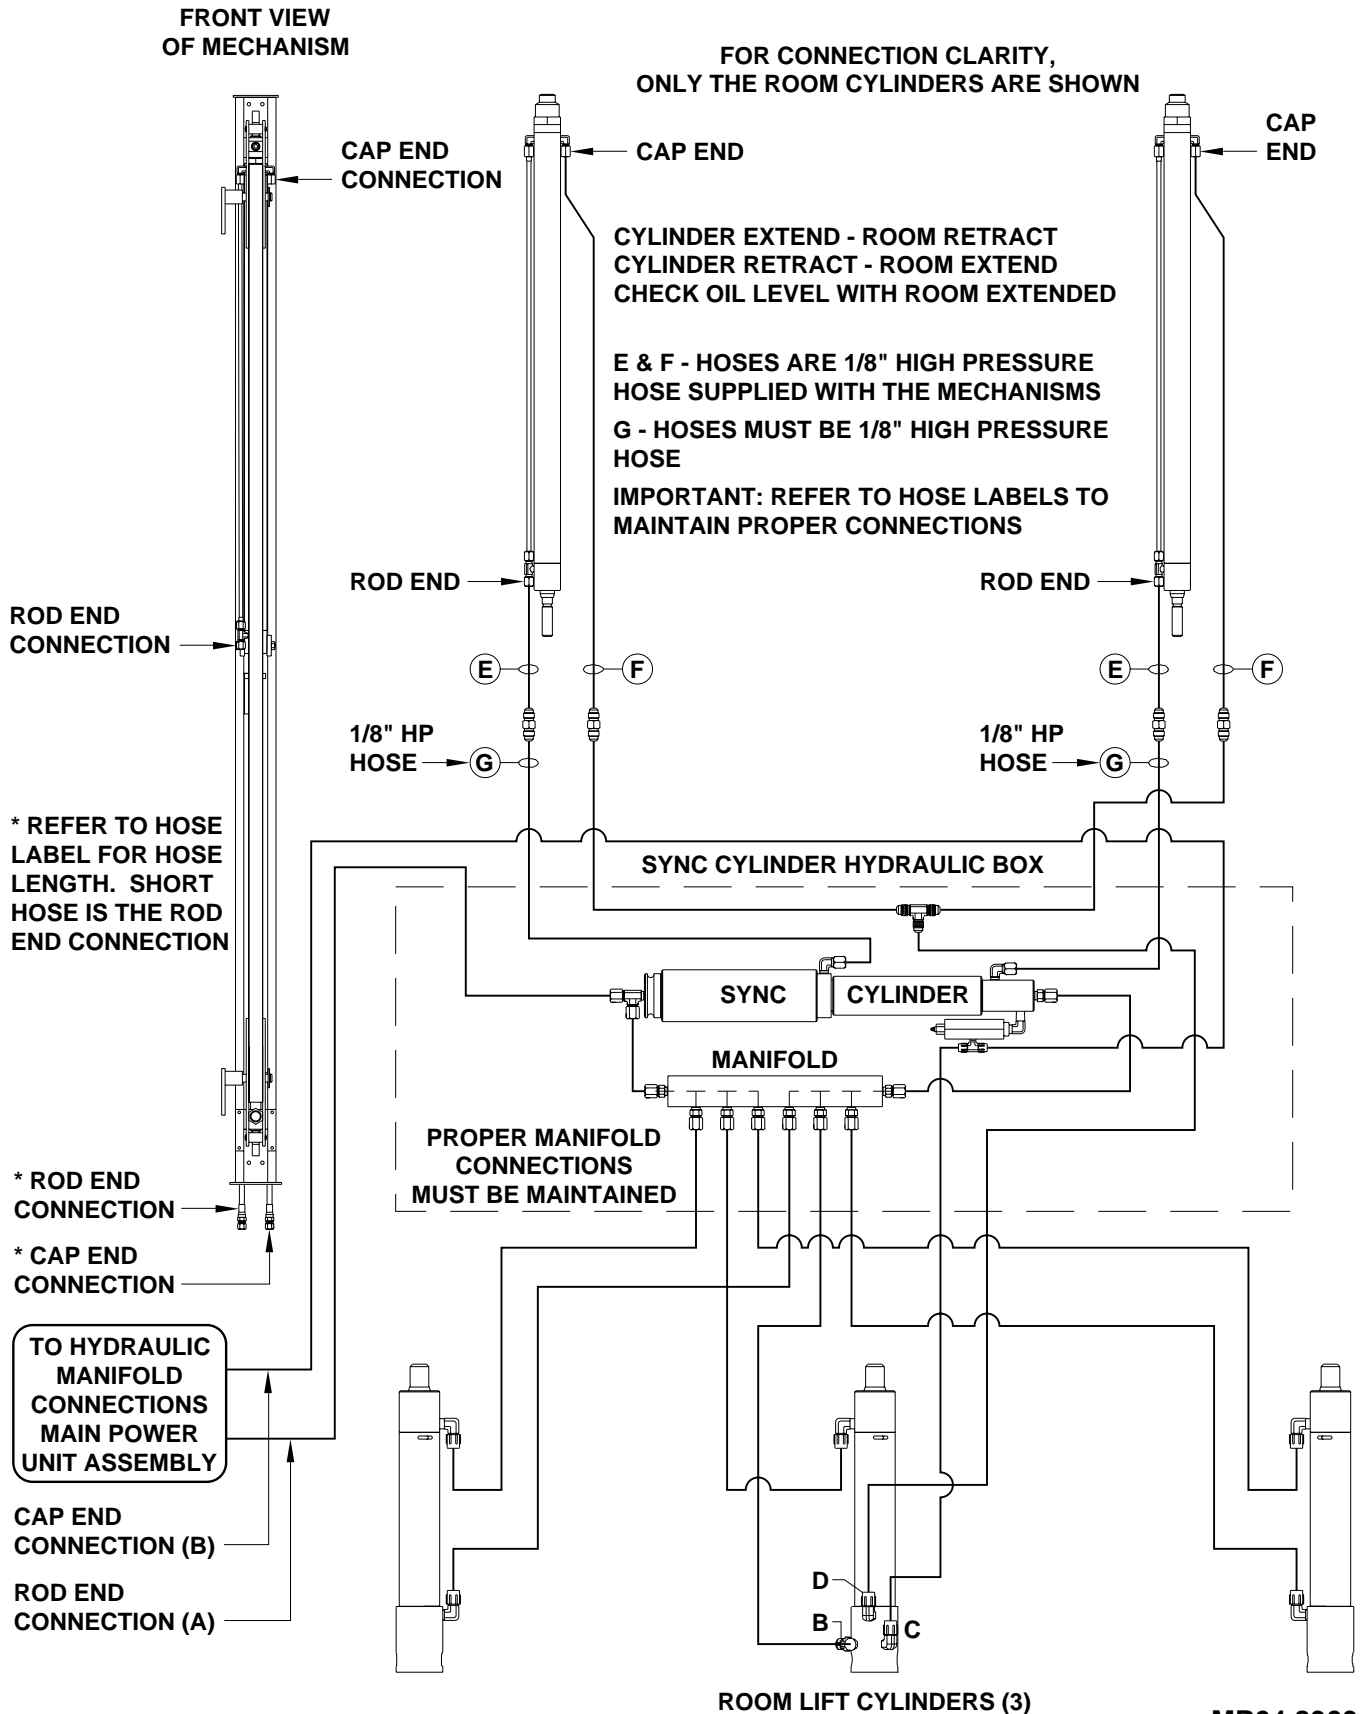 FRONT VIEW
OF MECHANISM
FOR CONNECTION CLARITY,
ONLY THE ROOM CYLINDERS ARE SHOWN
CAP END
CONNECTION
CAP END
CAP
END
CYLINDER EXTEND - ROOM RETRACT
CYLINDER RETRACT - ROOM EXTEND
CHECK OIL LEVEL WITH ROOM EXTENDED
E & F - HOSES ARE 1/8" HIGH PRESSURE
HOSE SUPPLIED WITH THE MECHANISMS
G - HOSES MUST BE 1/8" HIGH PRESSURE
HOSE
IMPORTANT: REFER TO HOSE LABELS TO
MAINTAIN PROPER CONNECTIONS
ROD END
ROD END
ROD END
CONNECTION
E
F
E
F
1/8" HP
HOSE
G
1/8" HP
HOSE
G
* REFER TO HOSE
LABEL FOR HOSE
LENGTH. SHORT
HOSE IS THE ROD
END CONNECTION
SYNC CYLINDER HYDRAULIC BOX
SYNC
CYLINDER
MANIFOLD
PROPER MANIFOLD
CONNECTIONS
MUST BE MAINTAINED
* ROD END
CONNECTION
* CAP END
CONNECTION
TO HYDRAULIC
MANIFOLD
CONNECTIONS
MAIN POWER
UNIT ASSEMBLY
CAP END
CONNECTION (B)
ROD END
CONNECTION (A)
D
B
C
ROOM LIFT CYLINDERS (3)